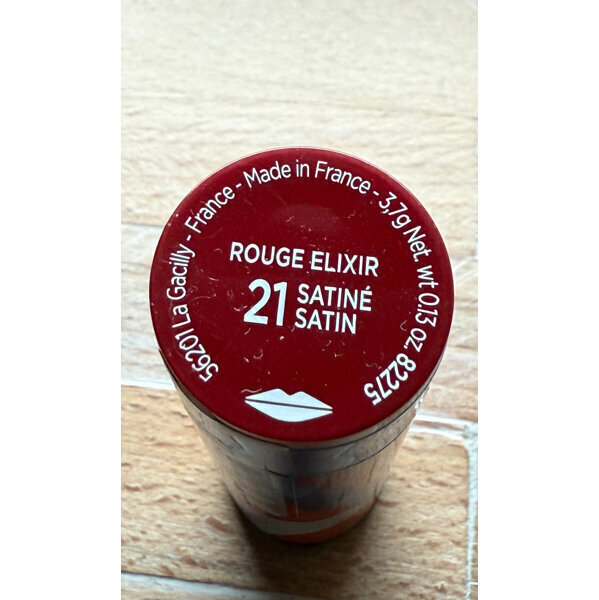 56201 La Gacilly - France - Made in France - 3,7g Net. wt 0.13 oz. 82275
ROUGE ELIXIR
21 SATINÉ
SATIN